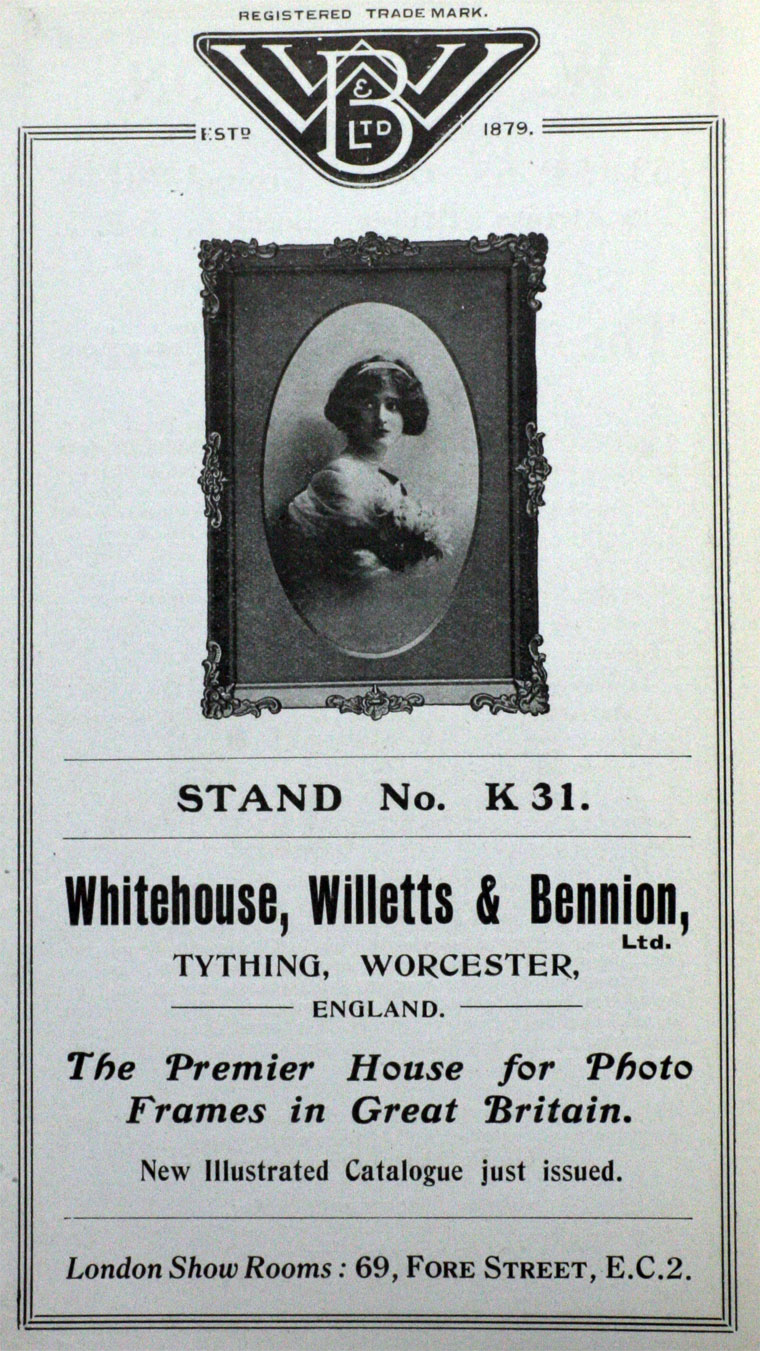 REGISTERED TRADE MARK.
W & B W LTD
ESTD 1879.
STAND No. K 31.
Whitehouse, Willetts & Bennion,
Ltd.
TYTHING, WORCESTER,
ENGLAND.
The Premier House for Photo
Frames in Great Britain.
New Illustrated Catalogue just issued.
London Show Rooms : 69, FORE STREET, E.C.2.